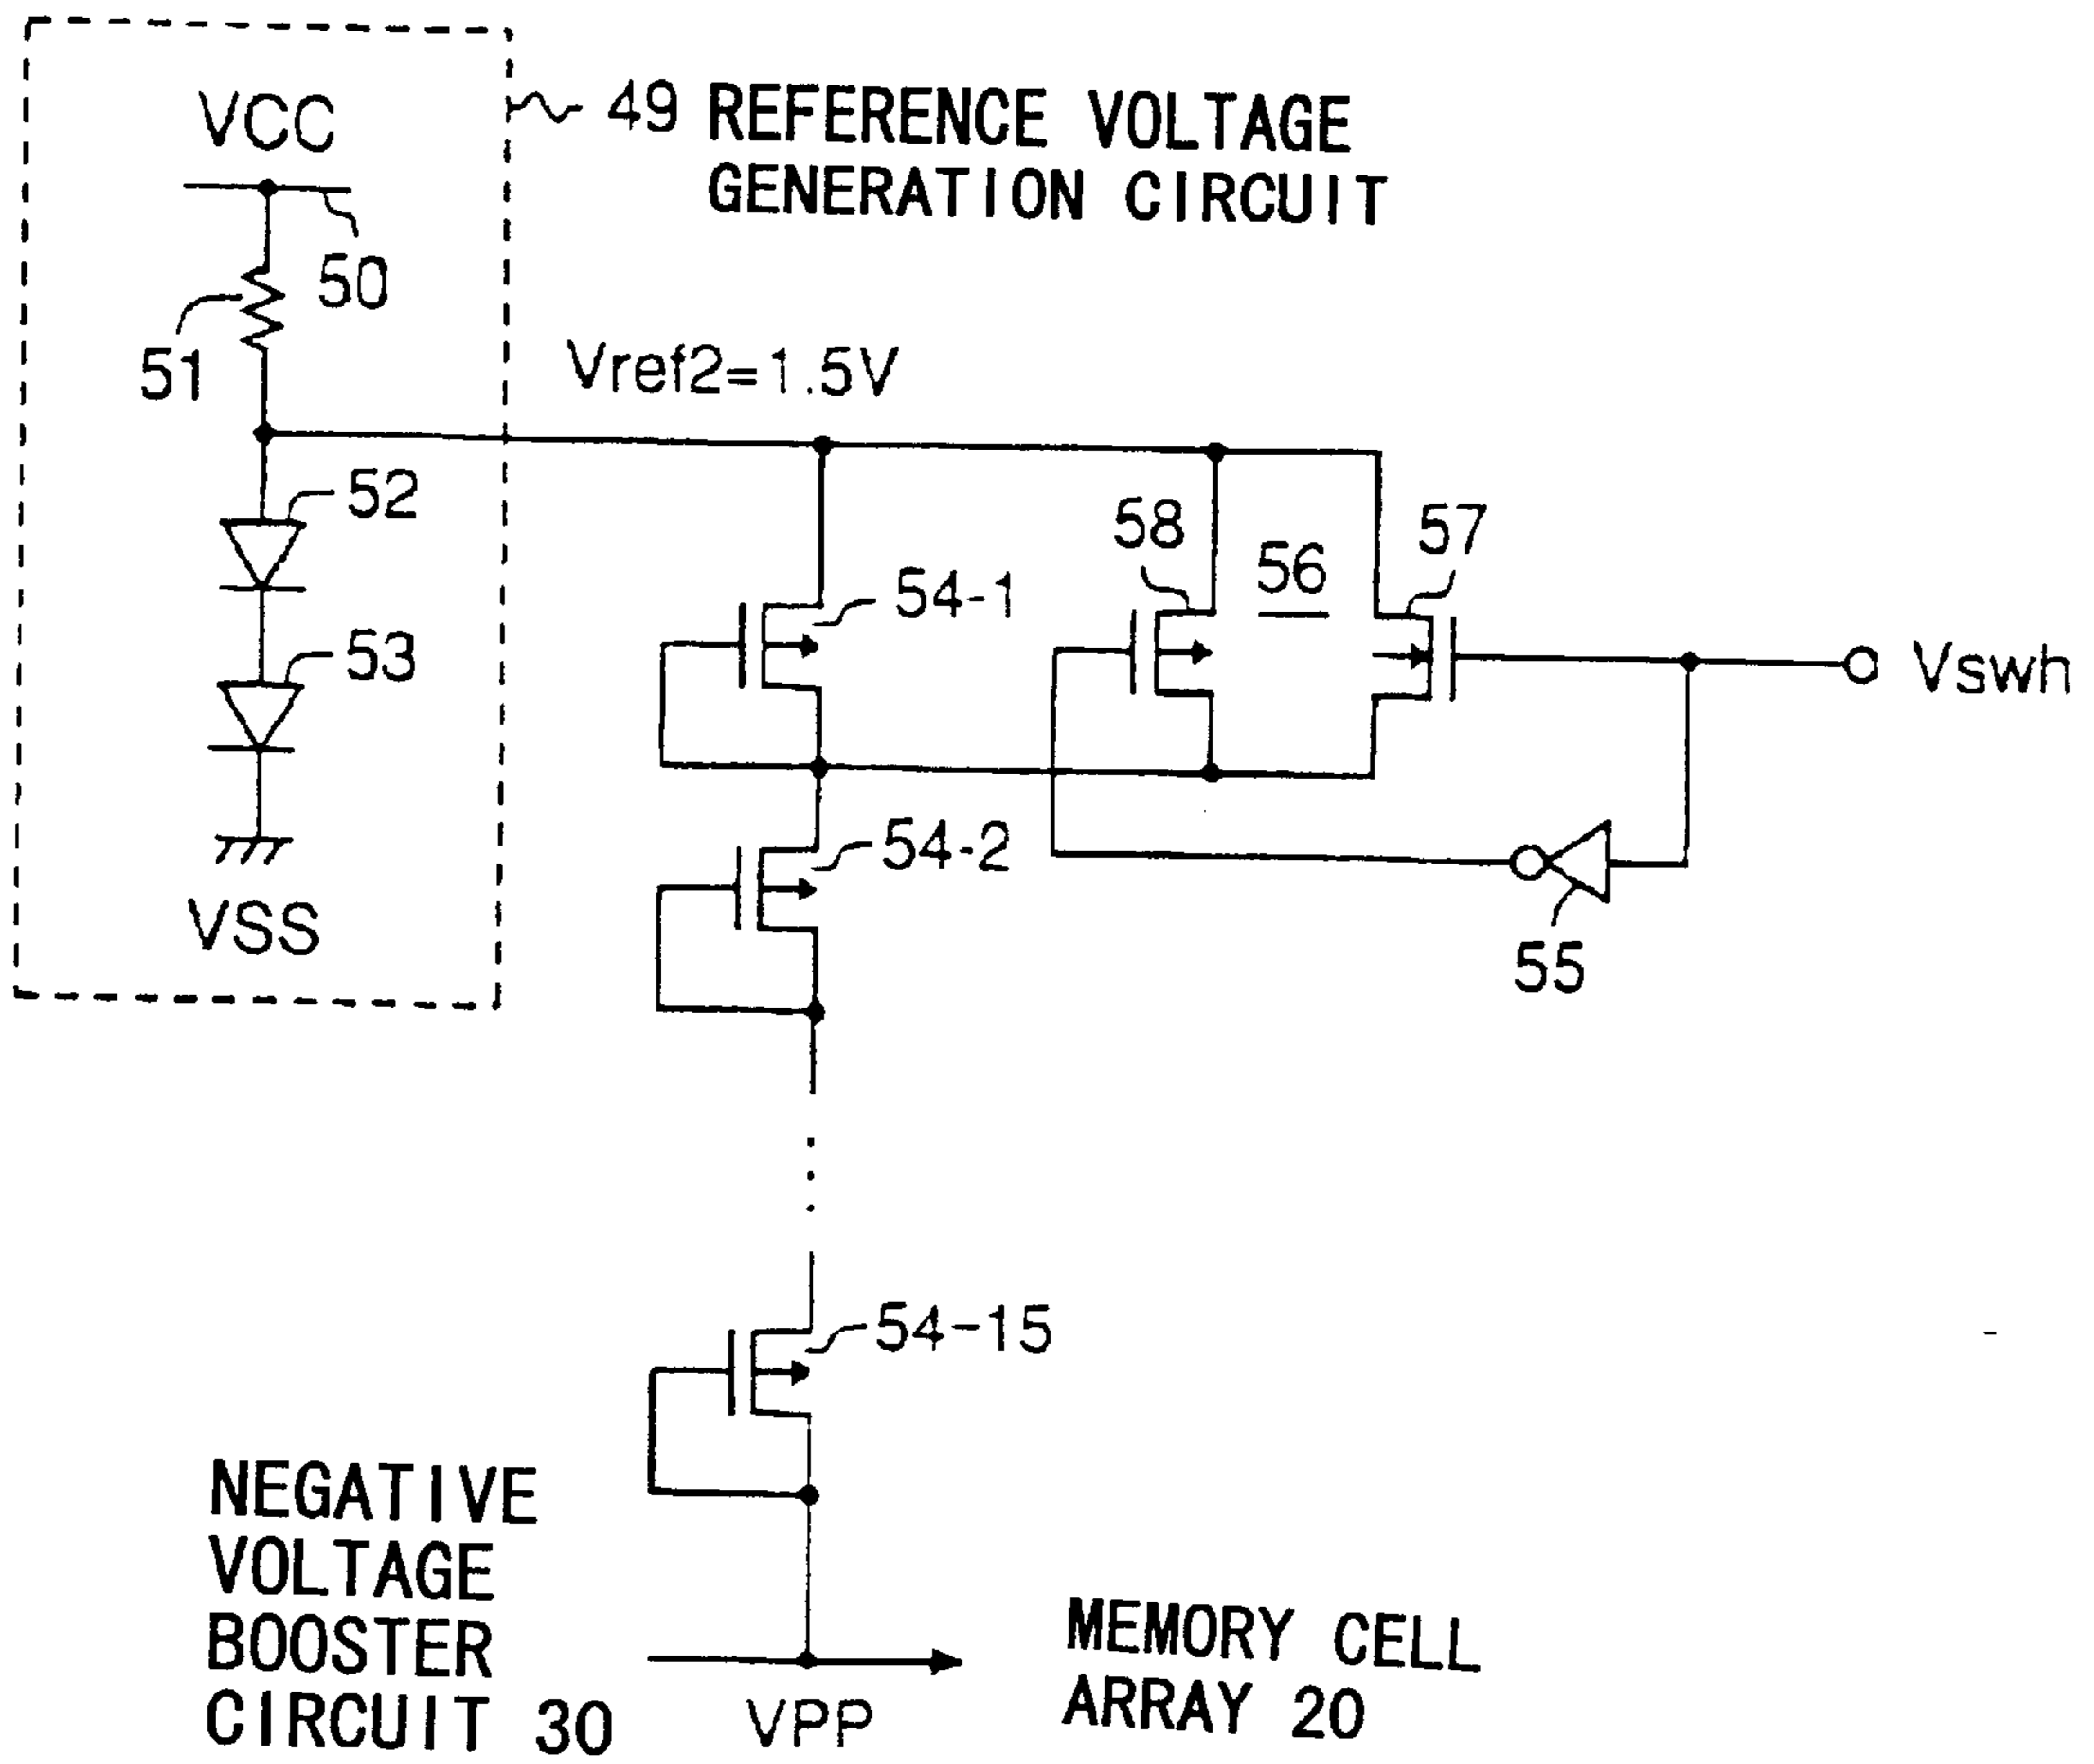 VCC
49 REFERENCE VOLTAGE
GENERATION CIRCUIT
50
51
Vref2=1.5V
52
58
57
56
54-1
53
Vswh
54-2
VSS
55
54-15
NEGATIVE
VOLTAGE
BOOSTER
CIRCUIT 30
VPP
MEMORY CELL
ARRAY 20